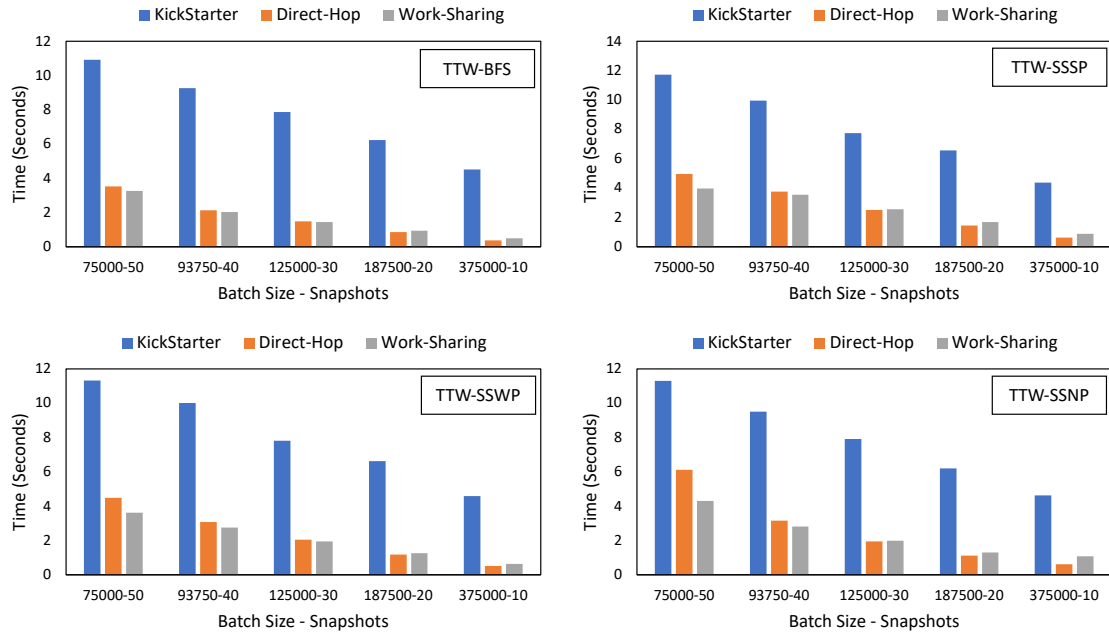 KickStarter Direct-Hop Work-Sharing
TTW-BFS
Time (Seconds)
12
10
8
6
4
2
0
75000-50 93750-40 125000-30 187500-20 375000-10
Batch Size - Snapshots
KickStarter Direct-Hop Work-Sharing
TTW-SSSP
Time (Seconds)
14
12
10
8
6
4
2
0
75000-50 93750-40 125000-30 187500-20 375000-10
Batch Size - Snapshots
KickStarter Direct-Hop Work-Sharing
TTW-SSWP
Time (Seconds)
12
10
8
6
4
2
0
75000-50 93750-40 125000-30 187500-20 375000-10
Batch Size - Snapshots
KickStarter Direct-Hop Work-Sharing
TTW-SSNP
Time (Seconds)
12
10
8
6
4
2
0
75000-50 93750-40 125000-30 187500-20 375000-10
Batch Size - Snapshots